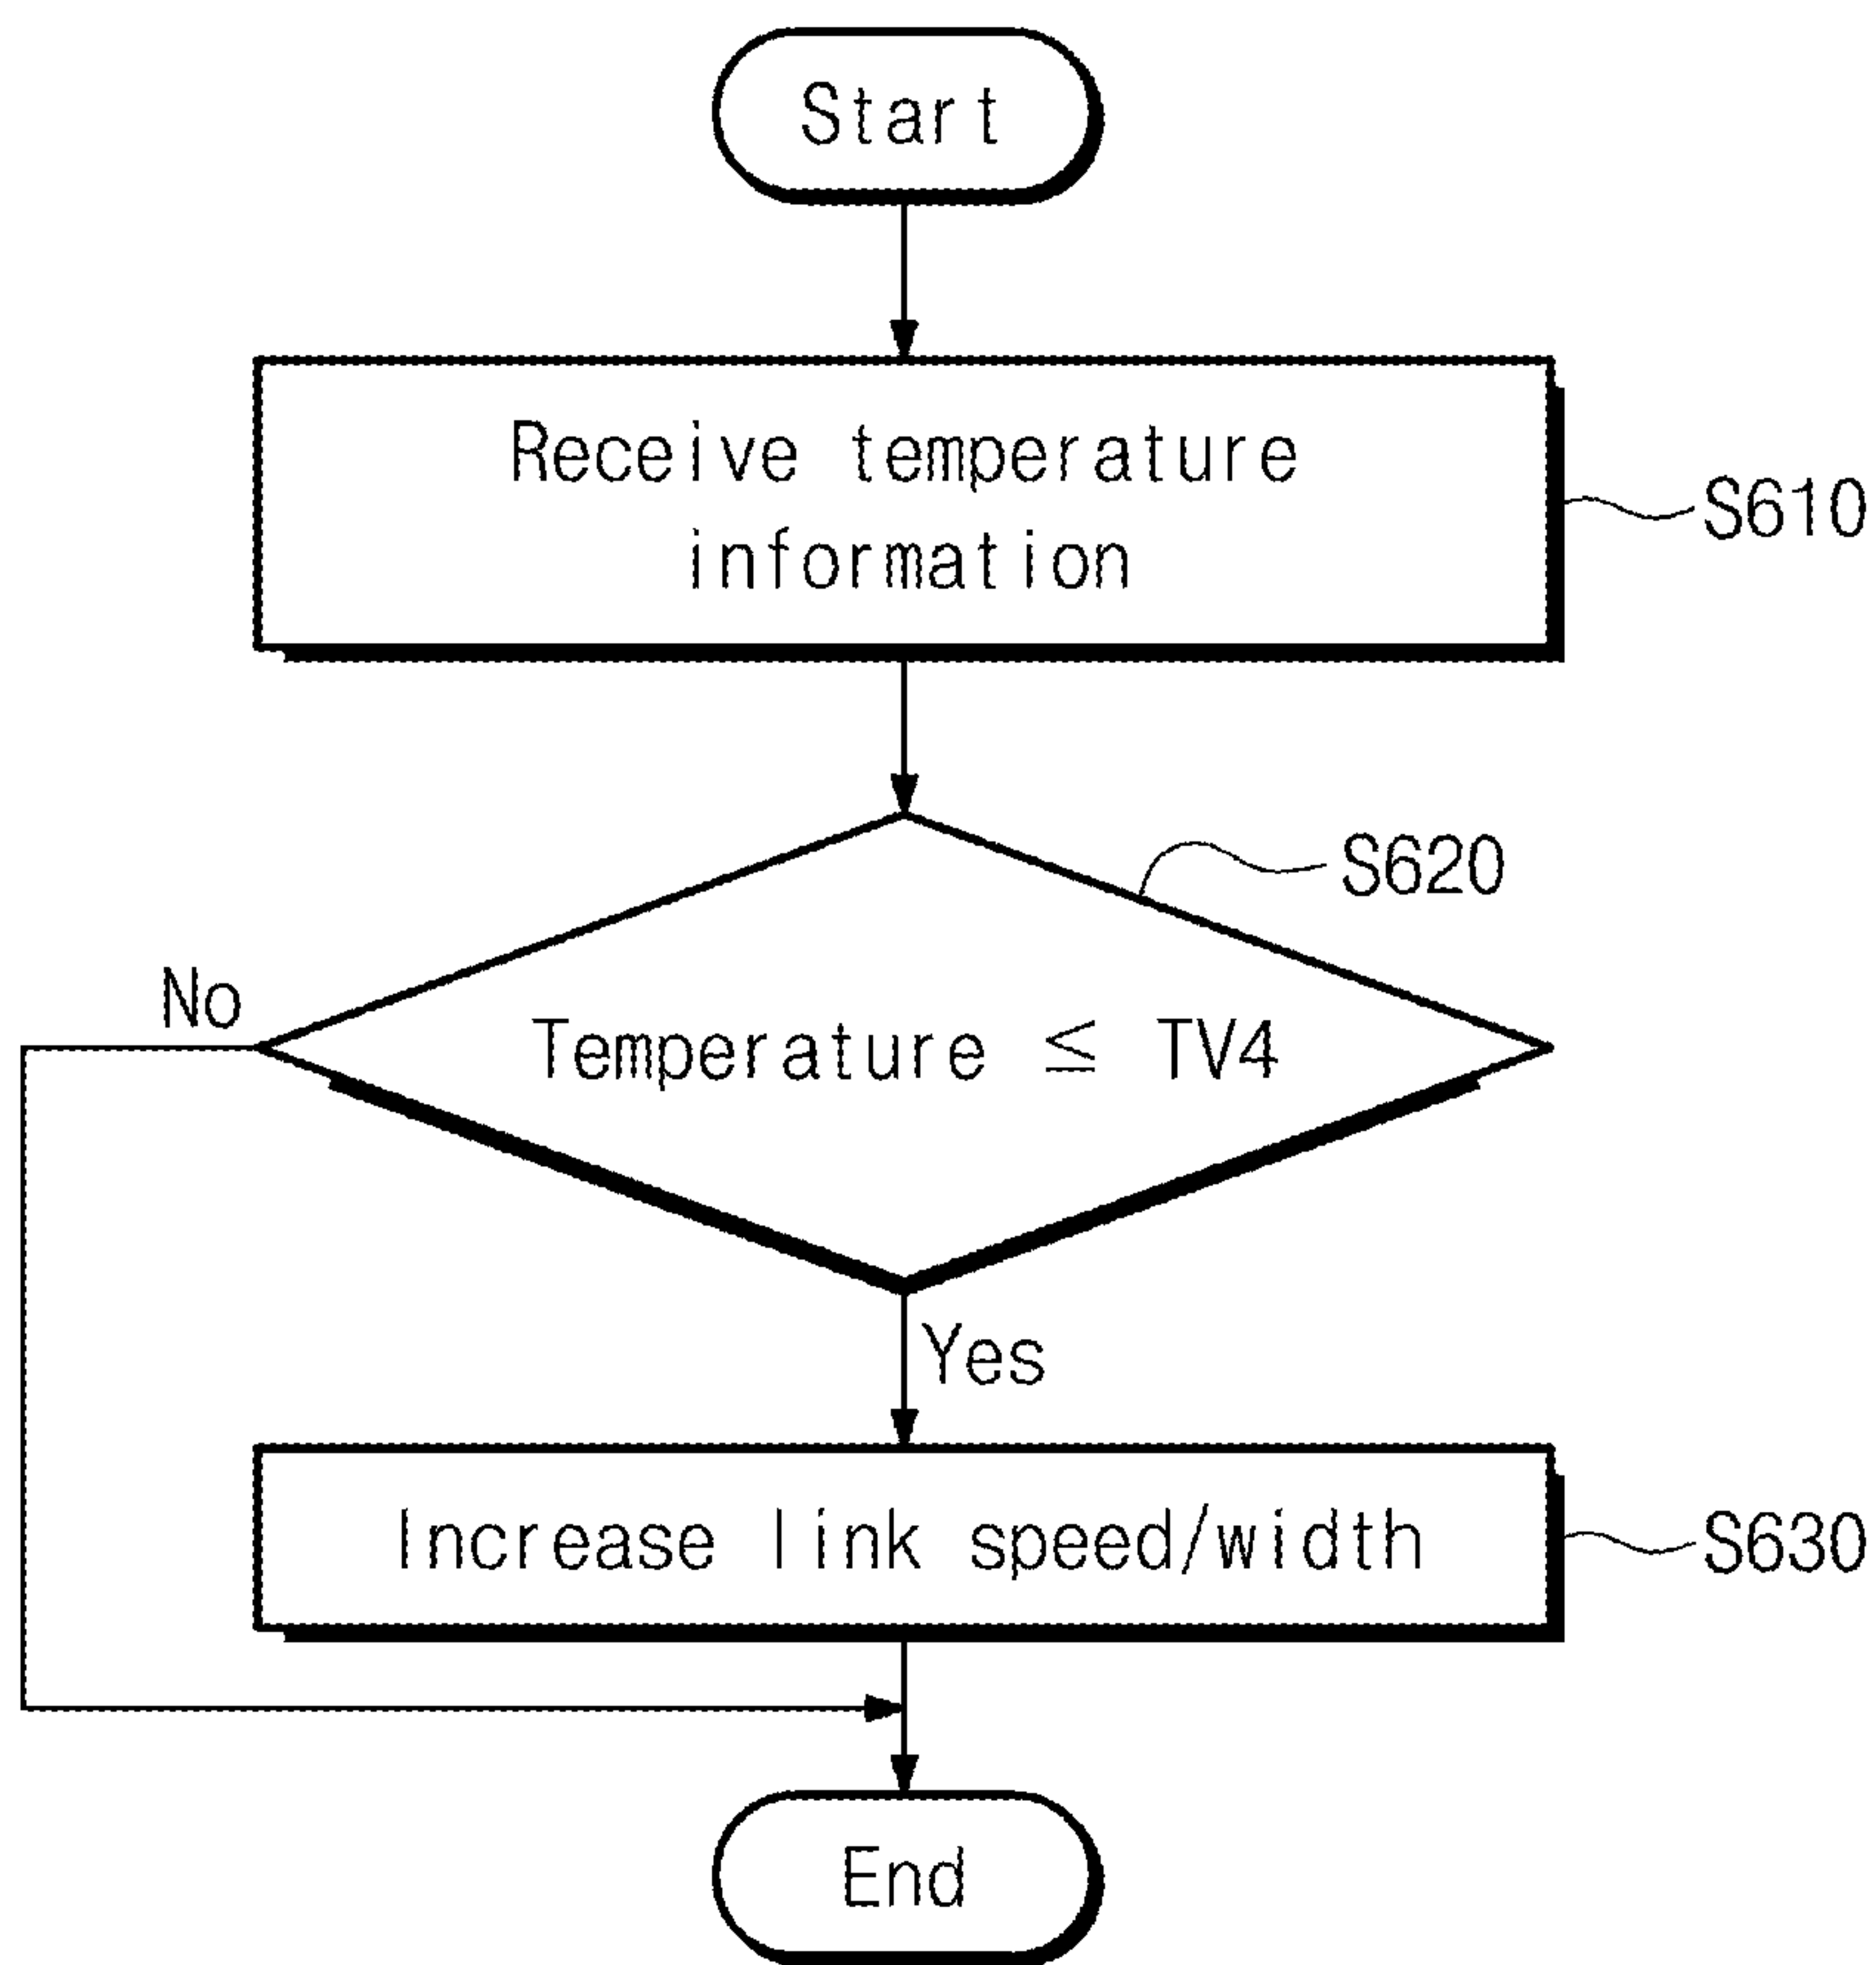 Start
Receive temperature
information
S610
S620
No
Temperature ≤ TV4
Yes
Increase link speed/width
S630
End